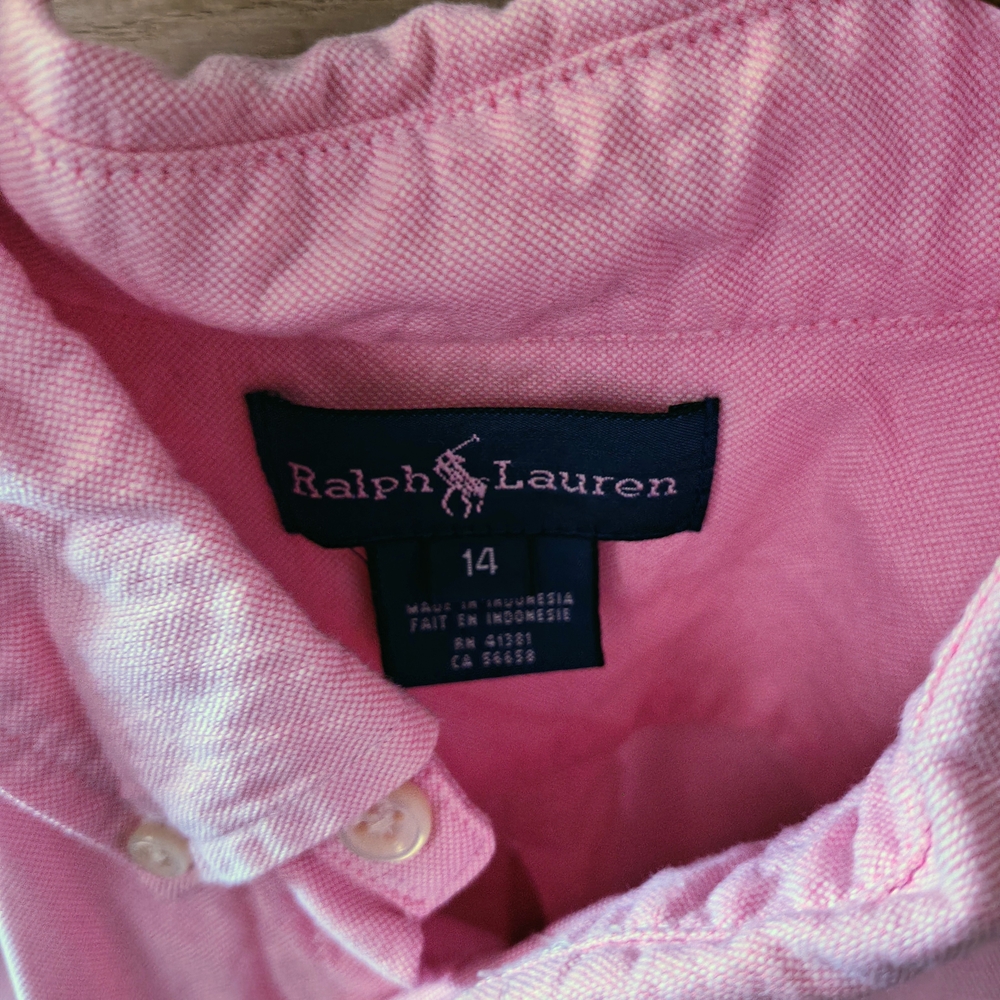 Ralph Lauren
14
MADE IN INDONESIA
FAIT EN INDONESIE
RN 41381
CA 56658